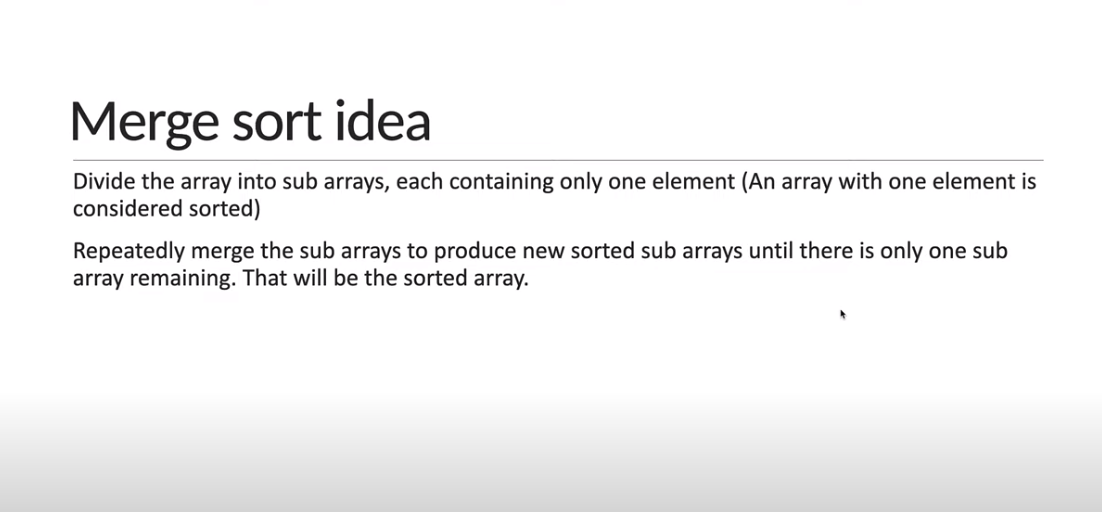 Merge sort idea
Divide the array into sub arrays, each containing only one element (An array with one element is
considered sorted)
Repeatedly merge the sub arrays to produce new sorted sub arrays until there is only one sub
array remaining. That will be the sorted array.